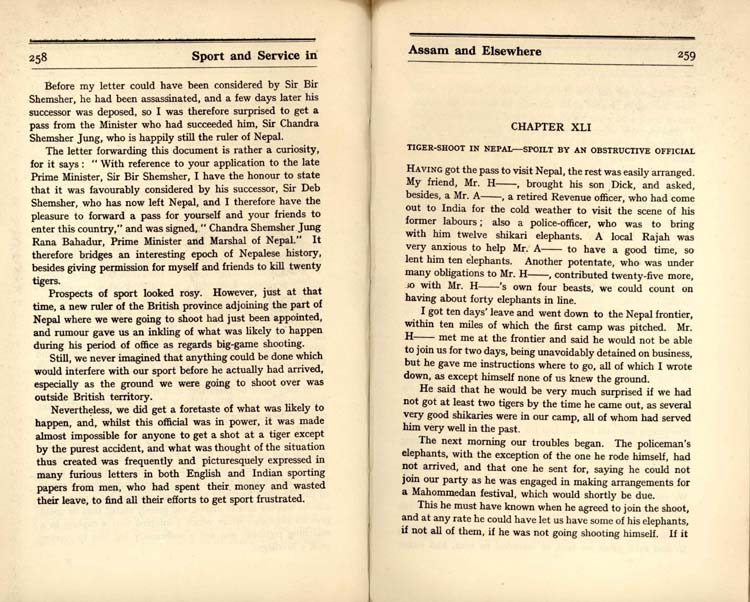 258 Sport and Service in
Before my letter could have been considered by Sir Bir
Shemsher, he had been assassinated, and a few days later his
successor was deposed, so I was therefore surprised to get a
pass from the Minister who had succeeded him, Sir Chandra
Shemsher Jung, who is happily still the ruler of Nepal.
The letter forwarding this document is rather a curiosity,
for it says: " With reference to your application to the late
Prime Minister, Sir Bir Shemsher, I have the honour to state
that it was favourably considered by his successor, Sir Deb
Shemsher, who has now left Nepal, and I therefore have the
pleasure to forward a pass for yourself and your friends to
enter this country," and was signed, " Chandra Shemsher Jung
Rana Bahadur, Prime Minister and Marshal of Nepal." It
therefore bridges an interesting epoch of Nepalese history,
besides giving permission for myself and friends to kill twenty
tigers.
Prospects of sport looked rosy. However, just at that
time, a new ruler of the British province adjoining the part of
Nepal where we were going to shoot had just been appointed,
and rumour gave us an inkling of what was likely to happen
during his period of office as regards big-game shooting.
Still, we never imagined that anything could be done which
would interfere with our sport before he actually had arrived,
especially as the ground we were going to shoot over was
outside British territory.
Nevertheless, we did get a foretaste of what was likely to
happen, and, whilst this official was in power, it was made
almost impossible for anyone to get a shot at a tiger except
by the purest accident, and what was thought of the situation
thus created was frequently and picturesquely expressed in
many furious letters in both English and Indian sporting
papers from men, who had spent their money and wasted
their leave, to find all their efforts to get sport frustrated.
Assam and Elsewhere 259
CHAPTER XLI
TIGER-SHOOT IN NEPAL—SPOILT BY AN OBSTRUCTIVE OFFICIAL
HAVING got the pass to visit Nepal, the rest was easily arranged.
My friend, Mr. H——, brought his son Dick, and asked,
besides, a Mr. A——, a retired Revenue officer, who had come
out to India for the cold weather to visit the scene of his
former labours; also a police-officer, who was to bring
with him twelve shikari elephants. A local Rajah was
very anxious to help Mr. A—— to have a good time, so
lent him ten elephants. Another potentate, who was under
many obligations to Mr. H——, contributed twenty-five more,
so with Mr. H——'s own four beasts, we could count on
having about forty elephants in line.
I got ten days' leave and went down to the Nepal frontier,
within ten miles of which the first camp was pitched. Mr.
H—— met me at the frontier and said he would not be able
to join us for two days, being unavoidably detained on business,
but he gave me instructions where to go, all of which I wrote
down, as except himself none of us knew the ground.
He said that he would be very much surprised if we had
not got at least two tigers by the time he came out, as several
very good shikaries were in our camp, all of whom had served
him very well in the past.
The next morning our troubles began. The policeman's
elephants, with the exception of the one he rode himself, had
not arrived, and that one he sent for, saying he could not
join our party as he was engaged in making arrangements for
a Mahommedan festival, which would shortly be due.
This he must have known when he agreed to join the shoot,
and at any rate he could have let us have some of his elephants,
if not all of them, if he was not going shooting himself. If it